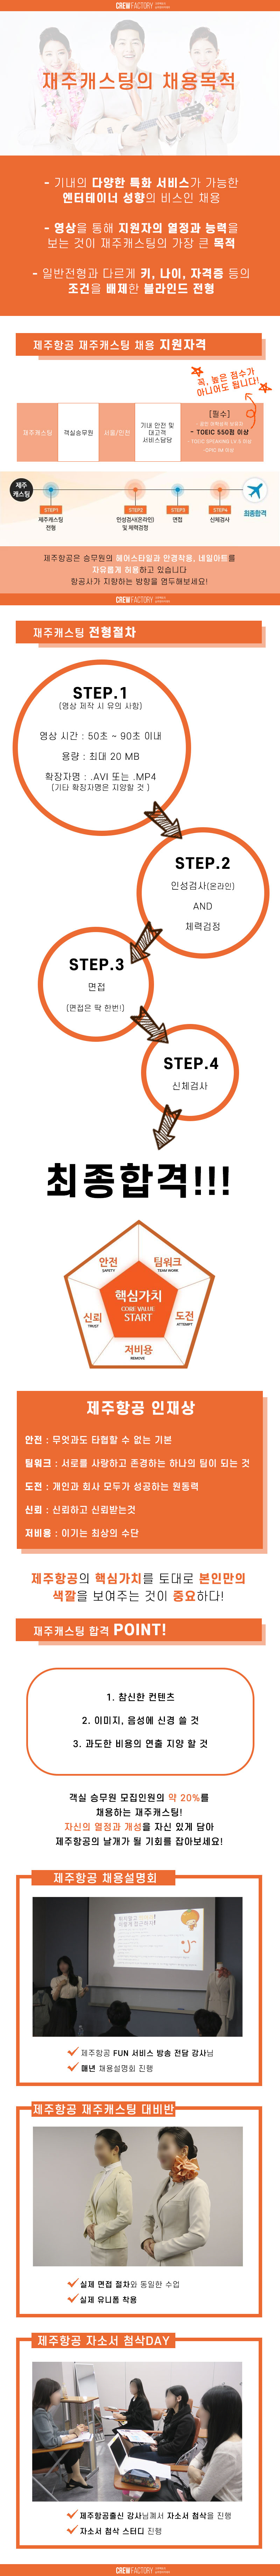 CREWFACTORY
재주캐스팅의 채용목적
- 기내의 다양한 특화 서비스가 가능한
엔터테이너 성향의 비스인 채용
- 영상을 통해 지원자의 열정과 능력을
보는 것이 재주캐스팅의 가장 큰 목적
- 일반전형과 다르게 키, 나이, 자격증 등의
조건을 배제한 블라인드 전형
제주항공 재주캐스팅 채용 지원자격
꼭, 높은 점수가
아니어도 됩니다!
재주캐스팅
객실승무원
서울/인천
기내 안전 및
대고객
서비스담당
[필수]
- TOEIC 550점 이상
제주
캐스팅
STEP1
제주캐스팅
전형
STEP2
인성검사(온라인)
및 체력검정
STEP3
면접
STEP4
신체검사
최종합격
제주항공은 승무원의 헤어스타일과 안경착용, 네일아트를
자유롭게 허용하고 있습니다
항공사가 지향하는 방향을 염두해보세요!
CREWFACTORY
재주캐스팅 전형절차
STEP.1
(영상 제작 시 유의 사항)
영상 시간 : 50초 ~ 90초 이내
용량 : 최대 20 MB
확장자명 : .AVI 또는 .MP4
(기타 확장자명은 지양할 것 )
STEP.2
인성검사(온라인)
AND
체력검정
STEP.3
면접
(면접은 딱 한번!)
STEP.4
신체검사
최종합격!!!
안전
SAFETY
팀워크
TEAM WORK
핵심가치
CORE VALUE
START
신뢰
TRUST
도전
ATTEMPT
저비용
REMOVE
제주항공 인재상
안전 : 무엇과도 타협할 수 없는 기본
팀워크 : 서로를 사랑하고 존경하는 하나의 팀이 되는 것
도전 : 개인과 회사 모두가 성공하는 원동력
신뢰 : 신뢰하고 신뢰받는것
저비용 : 이기는 최상의 수단
제주항공의 핵심가치를 토대로 본인만의
색깔을 보여주는 것이 중요하다!
재주캐스팅 합격 POINT!
1. 참신한 컨텐츠
2. 이미지, 음성에 신경 쓸 것
3. 과도한 비용의 연출 지양 할 것
객실 승무원 모집인원의 약 20%를
채용하는 재주캐스팅!
자신의 열정과 개성을 자신 있게 담아
제주항공의 날개가 될 기회를 잡아보세요!
제주항공 채용설명회
제주항공 FUN 서비스 방송 전담 강사님
매년 채용설명회 진행
제주항공 재주캐스팅 대비반
실제 면접 절차와 동일한 수업
실제 유니폼 착용
제주항공 자소서 첨삭DAY
제주항공출신 강사님께서 자소서 첨삭을 진행
자소서 첨삭 스터디 진행
CREWFACTORY